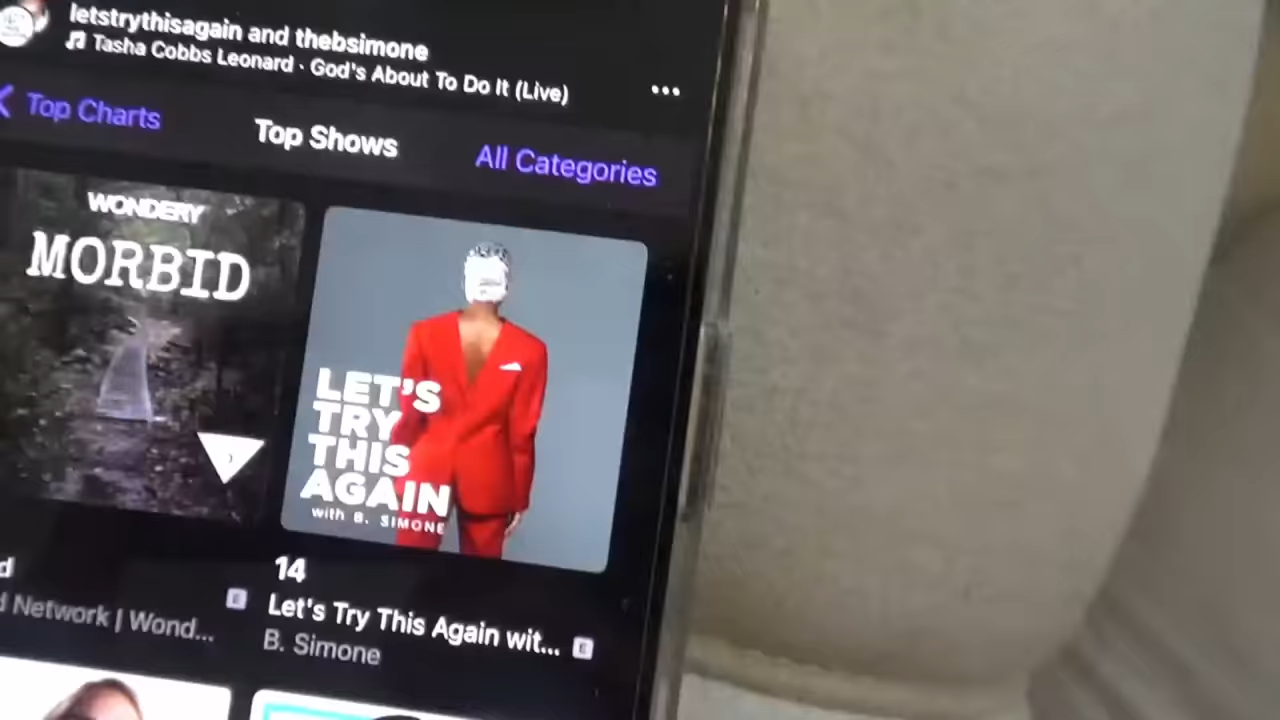 letstrythisagain and thebsimone
Tasha Cobbs Leonard · God's About To Do It (Live)
Top Charts
Top Shows
All Categories
WONDERY
MORBID
LET'S
TRY
THIS
AGAIN
with B. SIMONE
d
14
d Network | Wond...
E
Let's Try This Again wit...
E
B. Simone